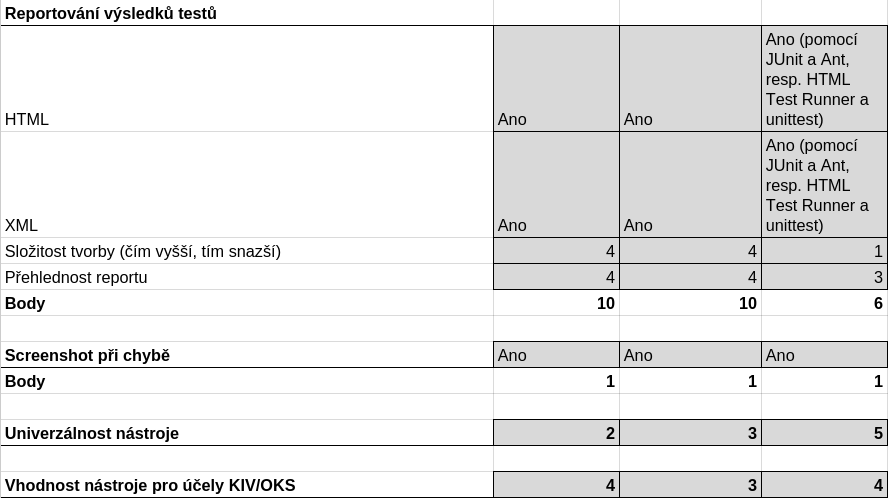 Reportování výsledků testů
HTML Ano Ano Ano (pomocí
JUnit a Ant,
resp. HTML
Test Runner a
unittest)
XML Ano Ano Ano (pomocí
JUnit a Ant,
resp. HTML
Test Runner a
unittest)
Složitost tvorby (čím vyšší, tím snazší) 4 4 1
Přehlednost reportu 4 4 3
Body 10 10 6
Screenshot při chybě Ano Ano Ano
Body 1 1 1
Univerzálnost nástroje 2 3 5
Vhodnost nástroje pro účely KIV/OKS 4 3 4